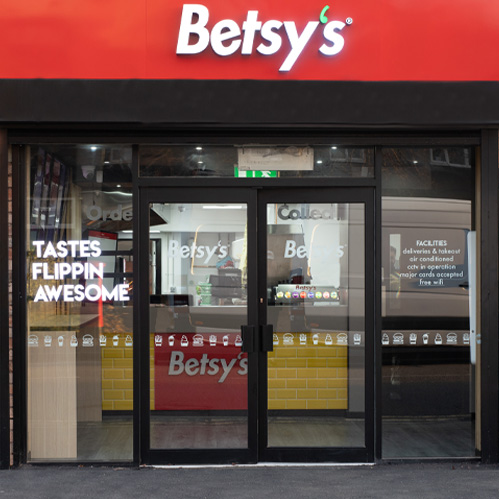 Betsy's®
Order
Collect
TASTES
FLIPPIN
AWESOME
Betsy's
Betsy's
FACILITIES
deliveries & takeout
air conditioned
cctv in operation
major cards accepted
free wifi
Betsy's
Betsy's